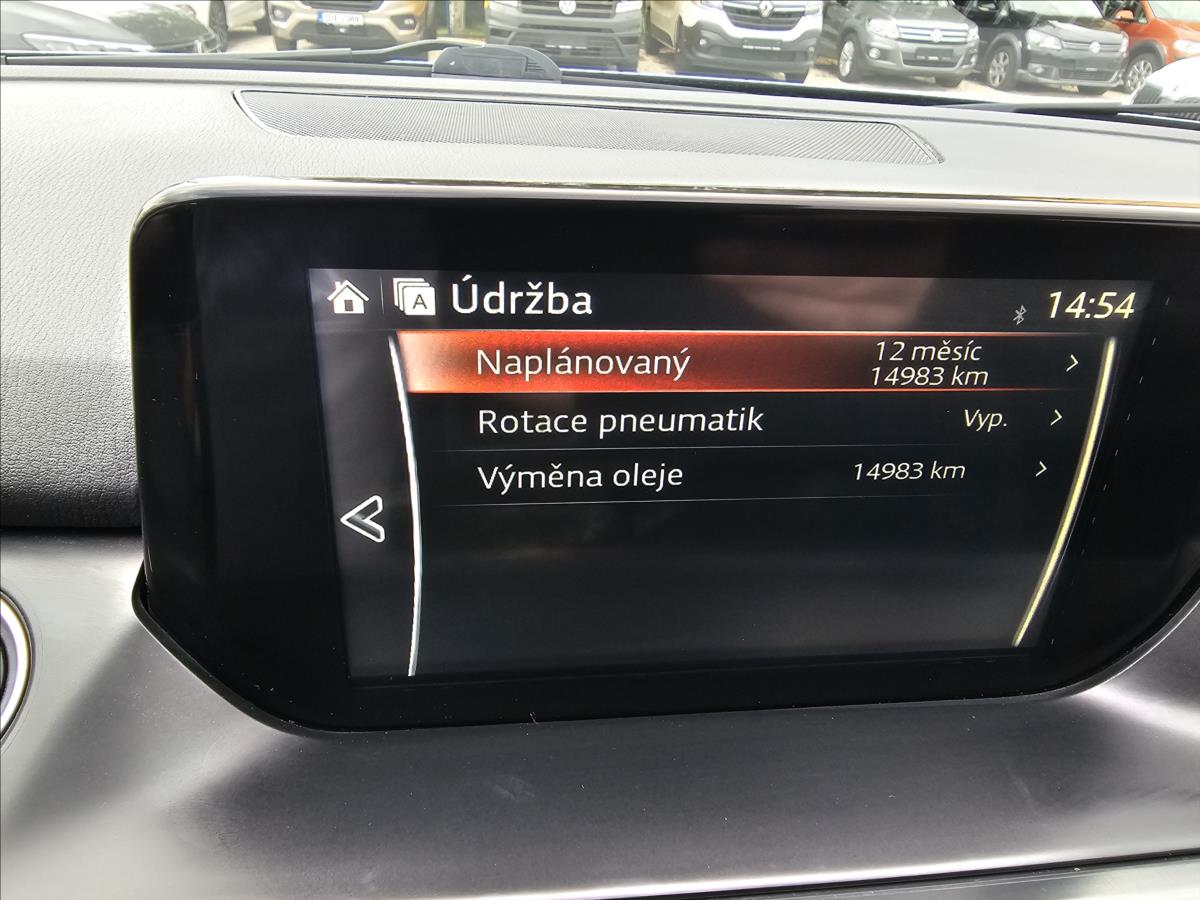 A Údržba 14:54
Naplánovaný 12 měsíc
14983 km
Rotace pneumatik Vyp.
Výměna oleje 14983 km